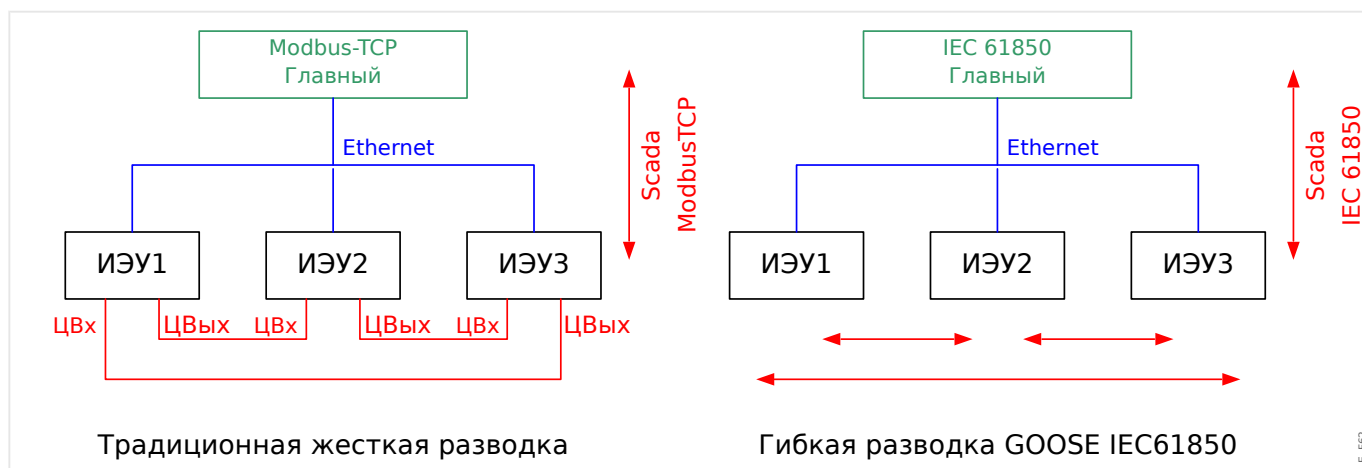 Modbus-TCP
Главный
Ethernet
Scada
ModbusTCP
ИЭУ1
ИЭУ2
ИЭУ3
ЦВх
ЦВых
ЦВх
ЦВых
ЦВх
ЦВых
Традиционная жесткая разводка
IEC 61850
Главный
Ethernet
Scada
IEC 61850
ИЭУ1
ИЭУ2
ИЭУ3
Гибкая разводка GOOSE IEC61850